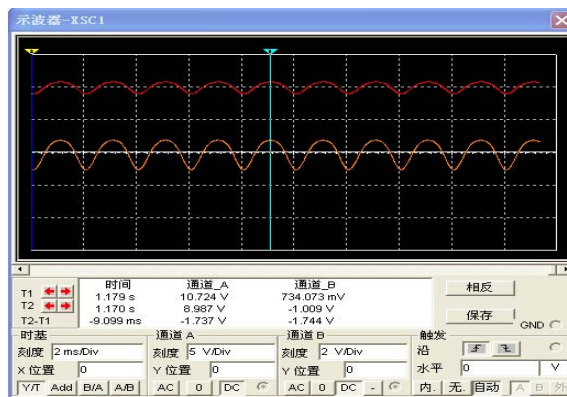 示波器-XSC1
时间 通道_A 通道_B
T1 1.179 s 10.724 V 734.073 mV
T2 1.170 s 8.987 V -1.009 V
T2-T1 -9.099 ms -1.737 V -1.744 V
相反
保存
GND
时基 通道 A 通道 B 触发
刻度 2 ms/Div 刻度 5 V/Div 刻度 2 V/Div 沿
X 位置 0 Y 位置 0 Y 位置 0 水平 0 V
Y/T Add B/A A/B AC 0 DC AC 0 DC - 内. 无. 自动 A B 外